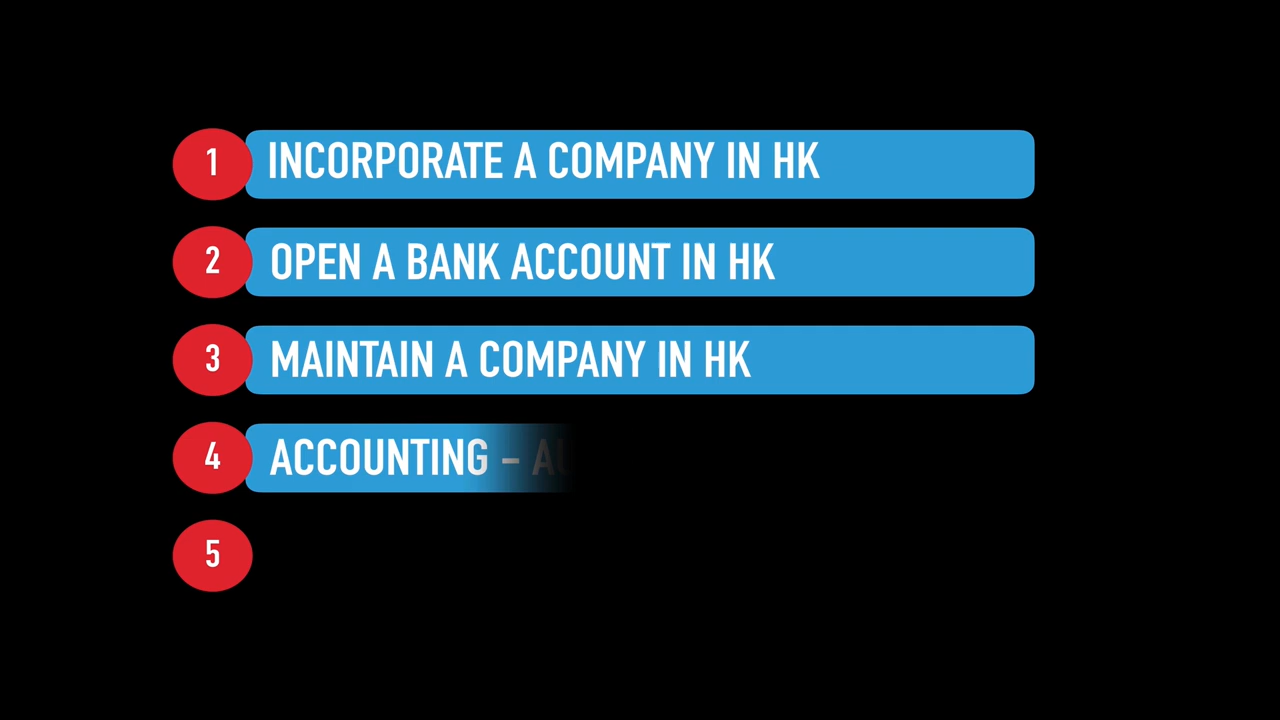 1 INCORPORATE A COMPANY IN HK
2 OPEN A BANK ACCOUNT IN HK
3 MAINTAIN A COMPANY IN HK
4 ACCOUNTING -
5